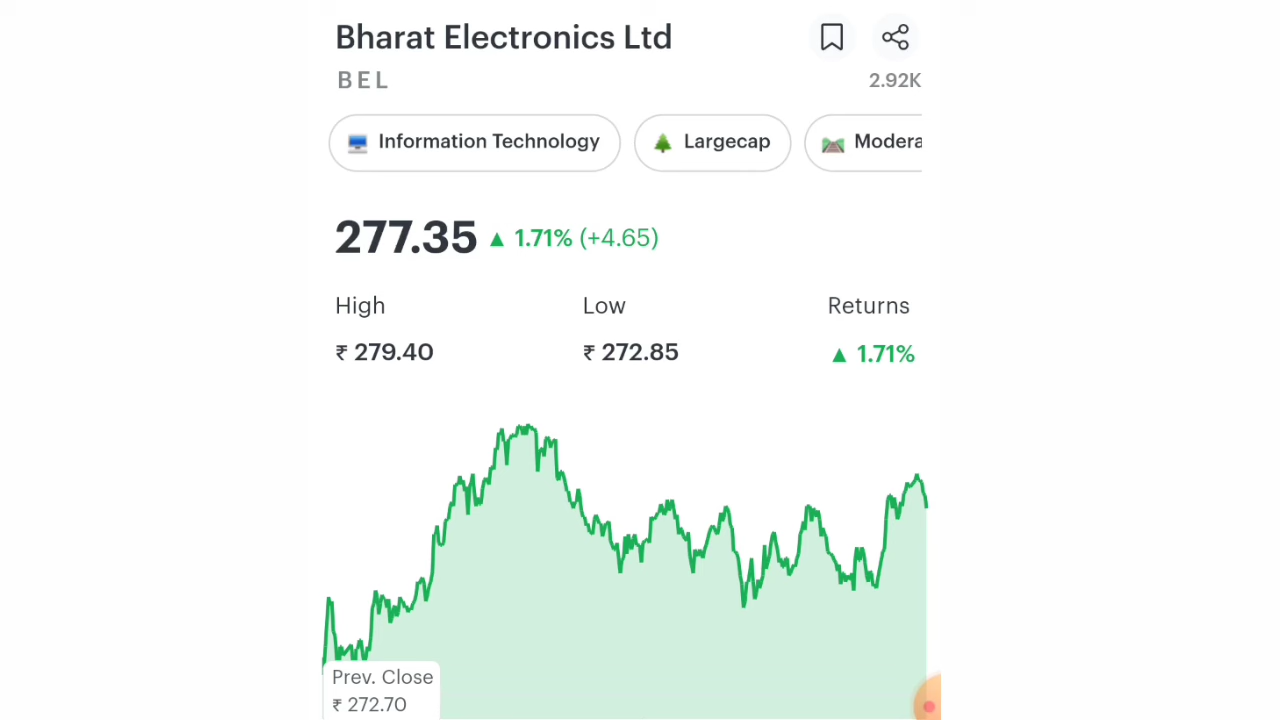 Bharat Electronics Ltd
BEL
2.92K
Information Technology
Largecap
Modera
277.35 ▲ 1.71% (+4.65)
High
Low
Returns
₹ 279.40
₹ 272.85
▲ 1.71%
Prev. Close
₹ 272.70